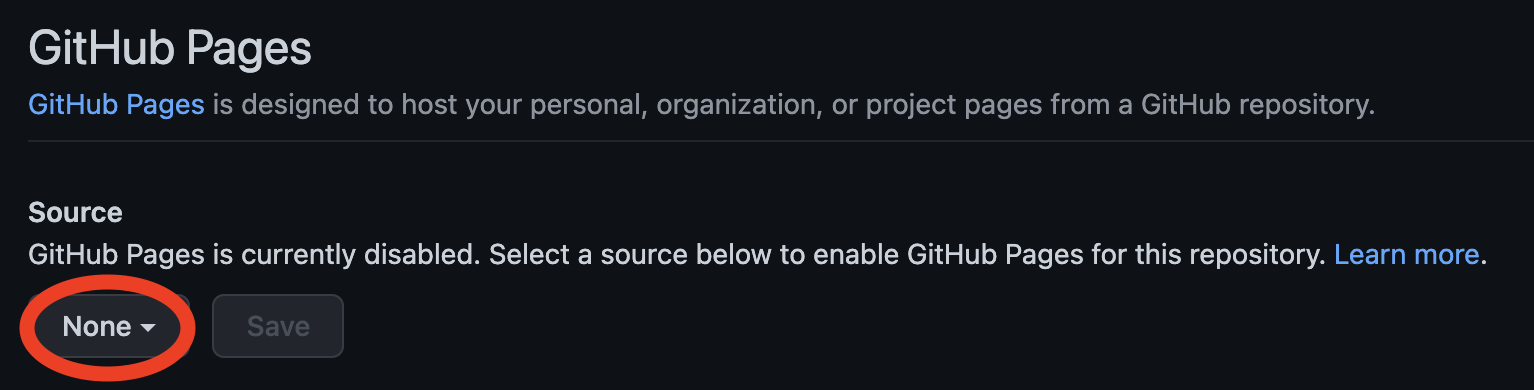 GitHub Pages
GitHub Pages is designed to host your personal, organization, or project pages from a GitHub repository.
Source
GitHub Pages is currently disabled. Select a source below to enable GitHub Pages for this repository. Learn more.
None Save